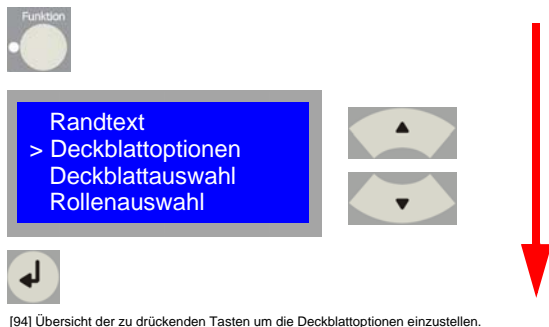 Funktion
Randtext
> Deckblattoptionen
Deckblattauswahl
Rollenauswahl
[94] Übersicht der zu drückenden Tasten um die Deckblattoptionen einzustellen.